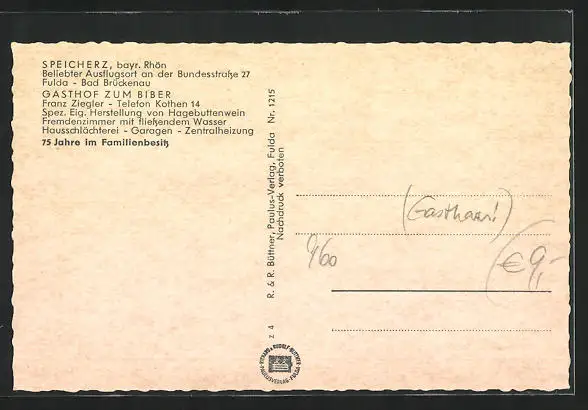 SPEICHERZ, bayr. Rhön
Beliebter Ausflugsort an der Bundesstraße 27
Fulda - Bad Brückenau
GASTHOF ZUM BIBER
Franz Ziegler - Telefon Kothen 14
Spez. Eig. Herstellung von Hagebuttenwein
Fremdenzimmer mit fließendem Wasser
Hausschlächterei - Garagen - Zentralheizung
75 Jahre im Familienbesitz
z 4 R. & R. Büttner, Paulus-Verlag, Fulda Nr. 1215
Nachdruck verboten
(Gasthaus!)
9/60
(€ 9,-